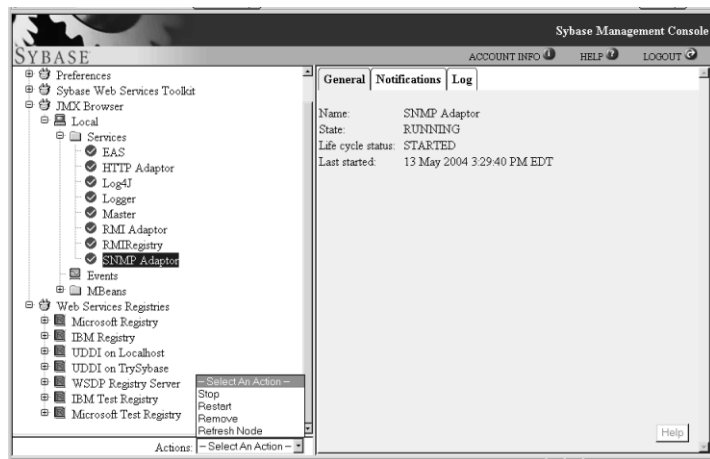 Sybase Management Console
SYBASE
ACCOUNT INFO
HELP
LOGOUT
Preferences
Sybase Web Services Toolkit
JMX Browser
Local
Services
EAS
HTTP Adaptor
Log4J
Logger
Master
RMI Adaptor
RMIRegistry
SNMP Adaptor
Events
MBeans
Web Services Registries
Microsoft Registry
IBM Registry
UDDI on Localhost
UDDI on TrySybase
WSDP Registry Server
IBM Test Registry
Microsoft Test Registry
– Select An Action –
Stop
Restart
Remove
Refresh Node
Actions: – Select An Action –
General Notifications Log
Name: SNMP Adaptor
State: RUNNING
Life cycle status: STARTED
Last started: 13 May 2004 3:29:40 PM EDT
Help